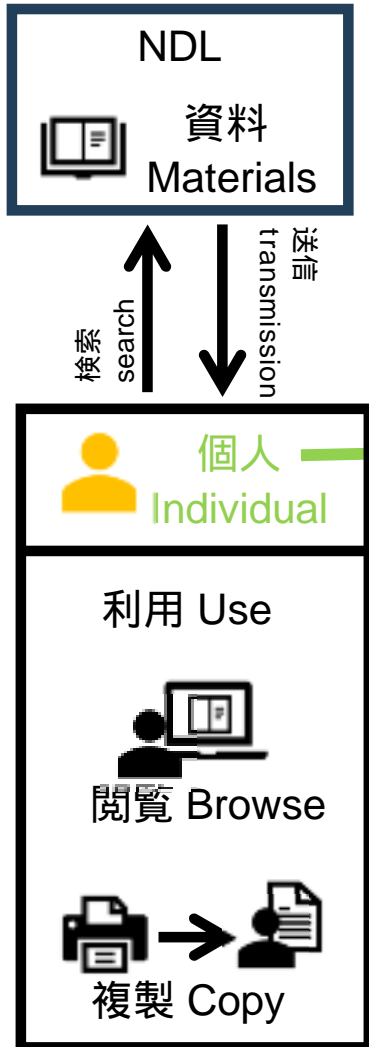 NDL
資料
Materials
検索
search
送信
transmission
個人
Individual
利用 Use
閲覧 Browse
複製 Copy